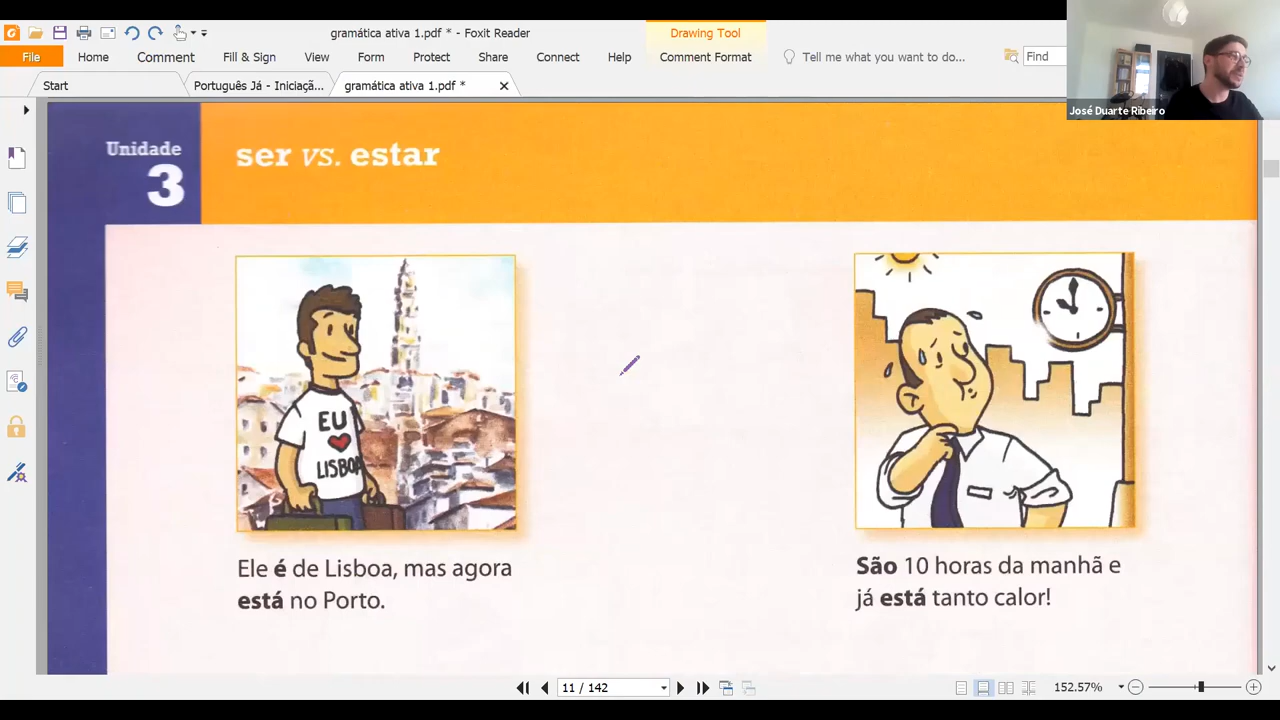 gramática ativa 1.pdf * - Foxit Reader
Drawing Tool
File
Home
Comment
Fill & Sign
View
Form
Protect
Share
Connect
Help
Comment Format
Tell me what you want to do...
Find
José Duarte Ribeiro
Start
Português Já - Iniciaçã...
gramática ativa 1.pdf *
Unidade
3
ser vs. estar
EU
LISBOA
Ele é de Lisboa, mas agora
está no Porto.
São 10 horas da manhã e
já está tanto calor!
11 / 142
152.57%